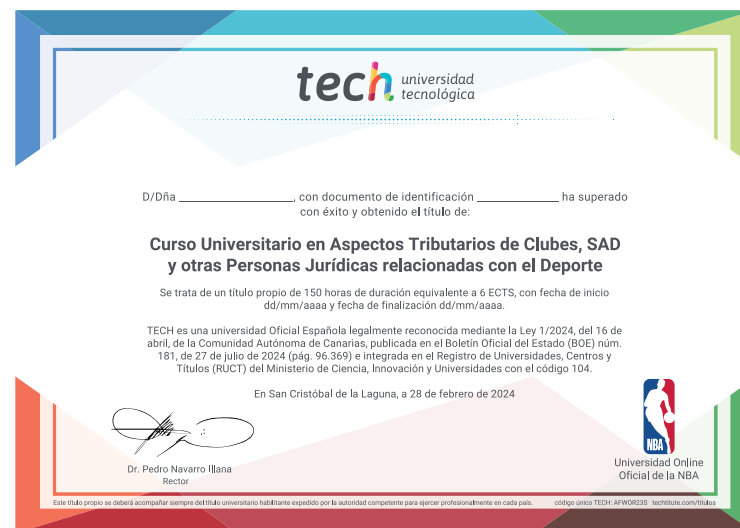 tech universidad
tecnológica
D/Dña ________________, con documento de identificación ____________ ha superado
con éxito y obtenido el título de:
Curso Universitario en Aspectos Tributarios de Clubes, SAD
y otras Personas Jurídicas relacionadas con el Deporte
Se trata de un título propio de 150 horas de duración equivalente a 6 ECTS, con fecha de inicio
dd/mm/aaaa y fecha de finalización dd/mm/aaaa.
TECH es una universidad Oficial Española legalmente reconocida mediante la Ley 1/2024, del 16 de
abril, de la Comunidad Autónoma de Canarias, publicada en el Boletín Oficial del Estado (BOE) núm.
181, de 27 de julio de 2024 (pág. 96.369) e integrada en el Registro de Universidades, Centros y
Títulos (RUCT) del Ministerio de Ciencia, Innovación y Universidades con el código 104.
En San Cristóbal de la Laguna, a 28 de febrero de 2024
Dr. Pedro Navarro Illana
Rector
NBA
Universidad Online
Oficial de la NBA
Este título propio se deberá acompañar siempre del título universitario habilitante expedido por la autoridad competente para ejercer profesionalmente en cada país. código único TECH: AFWOR23S techtitute.com/titulos